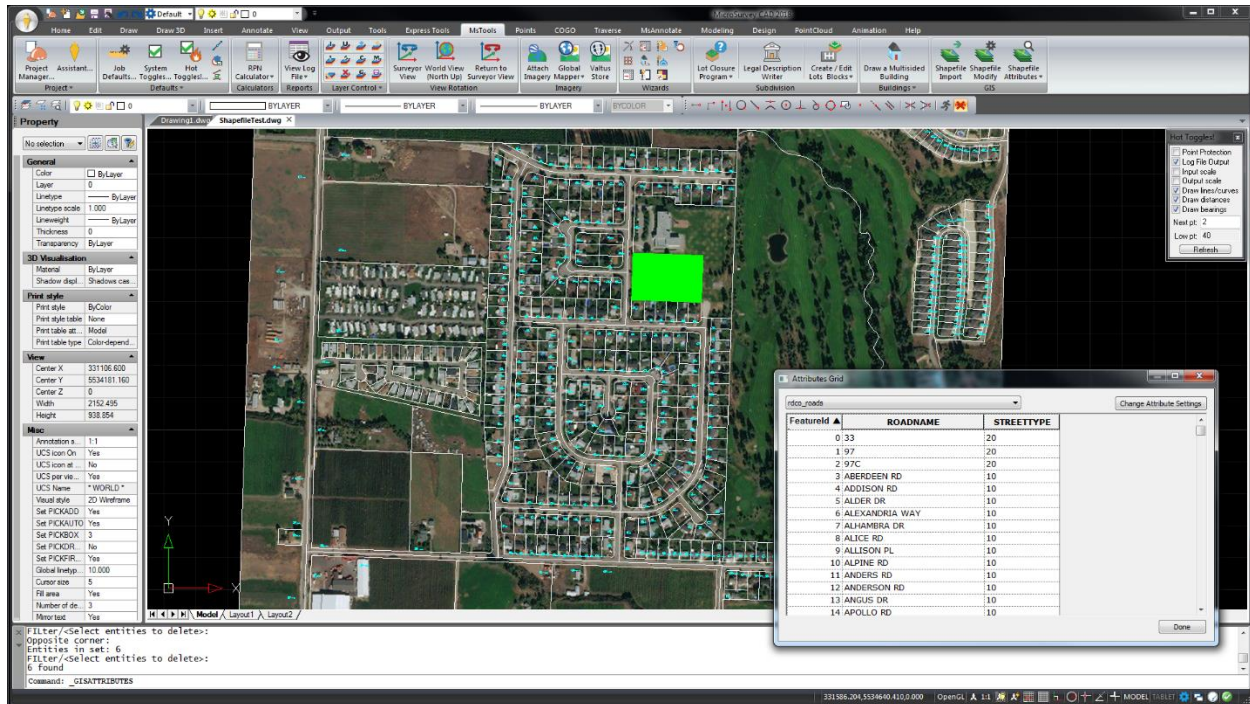 Default
0
MicroSurvey CAD 2018
Home Edit Draw Draw 3D Insert Annotate View Output Tools Express Tools MsTools Points COGO Traverse MsAnnotate Modeling Design PointCloud Animation Help
Project Manager... Assistant... Job Defaults... System Toggles... Hot Toggles!... RPN Calculator View Log File Surveyor View World View (North Up) Return to Surveyor View Attach Imagery Global Mapper Valtus Store Lot Closure Program Legal Description Writer Create / Edit Lots Blocks Draw a Multisided Building Shapefile Import Shapefile Modify Shapefile Attributes
Project Defaults Calculators Reports Layer Control View Rotation Imagery Wizards Subdivision Buildings GIS
0 BYLAYER BYLAYER BYLAYER BYCOLOR
Property
Drawing1.dwg ShapefileTest.dwg
No selection
General
Color ByLayer
Layer 0
Linetype ByLayer
Linetype scale 1.000
Lineweight ByLayer
Thickness 0
Transparency ByLayer
3D Visualisation
Material ByLayer
Shadow displ... Shadows cas...
Print style
Print style ByColor
Print style table None
Print table att... Model
Print table type Color-depend...
View
Center X 331106.600
Center Y 5534181.160
Center Z 0
Width 2152.495
Height 938.854
Misc
Annotation s... 1:1
UCS icon On Yes
UCS icon at ... No
UCS per vie... Yes
UCS Name * WORLD *
Visual style 2D Wireframe
Set PICKADD Yes
Set PICKAUTO Yes
Set PICKBOX 3
Set PICKDR... No
Set PICKFIR... Yes
Global linetyp... 10.000
Cursor size 5
Fill area Yes
Number of de... 3
Mirror text Yes
Hot Toggles!
Point Protection
Log File Output
Input scale
Output scale
Draw lines/curves
Draw distances
Draw bearings
Next pt: 2
Low pt: 40
Refresh
Y
X
Model Layout1 Layout2
Attributes Grid
rdco_roads
Change Attribute Settings
FeatureId ROADNAME STREETTYPE
0 33 20
1 97 20
2 97C 20
3 ABERDEEN RD 10
4 ADDISON RD 10
5 ALDER DR 10
6 ALEXANDRIA WAY 10
7 ALHAMBRA DR 10
8 ALICE RD 10
9 ALLISON PL 10
10 ALPINE RD 10
11 ANDERS RD 10
12 ANDERSON RD 10
13 ANGUS DR 10
14 APOLLO RD 10
Done
FILter/<Select entities to delete>:
Opposite corner:
Entities in set: 6
FILter/<Select entities to delete>:
6 found
Command: _GISATTRIBUTES
331586.204,5534640.410,0.000 OpenGL 1:1 MODEL TABLET